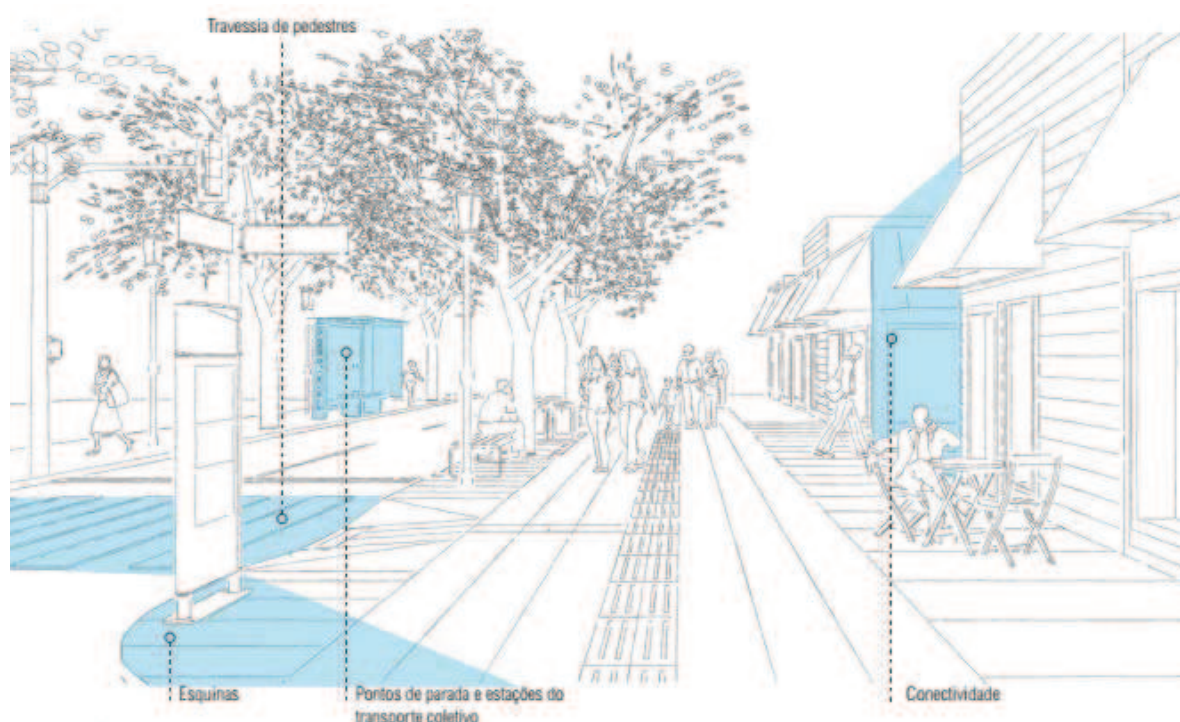 Travessia de pedestres
Esquinas
Pontos de parada e estações do
transporte coletivo
Conectividade